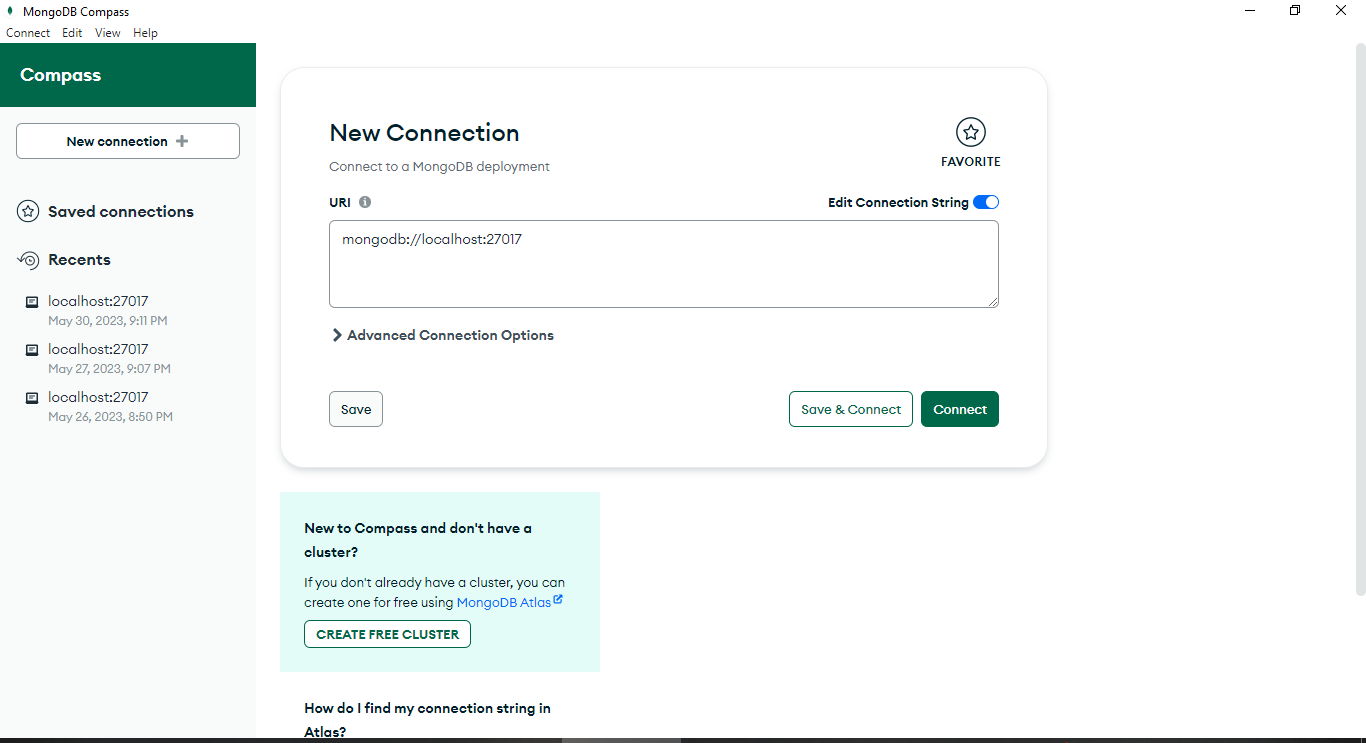 MongoDB Compass
Connect Edit View Help
Compass
New connection
Saved connections
Recents
localhost:27017
May 30, 2023, 9:11 PM
localhost:27017
May 27, 2023, 9:07 PM
localhost:27017
May 26, 2023, 8:50 PM
New Connection
Connect to a MongoDB deployment
FAVORITE
URI
Edit Connection String
mongodb://localhost:27017
Advanced Connection Options
Save
Save & Connect
Connect
New to Compass and don't have a
cluster?
If you don't already have a cluster, you can
create one for free using MongoDB Atlas
CREATE FREE CLUSTER
How do I find my connection string in
Atlas?